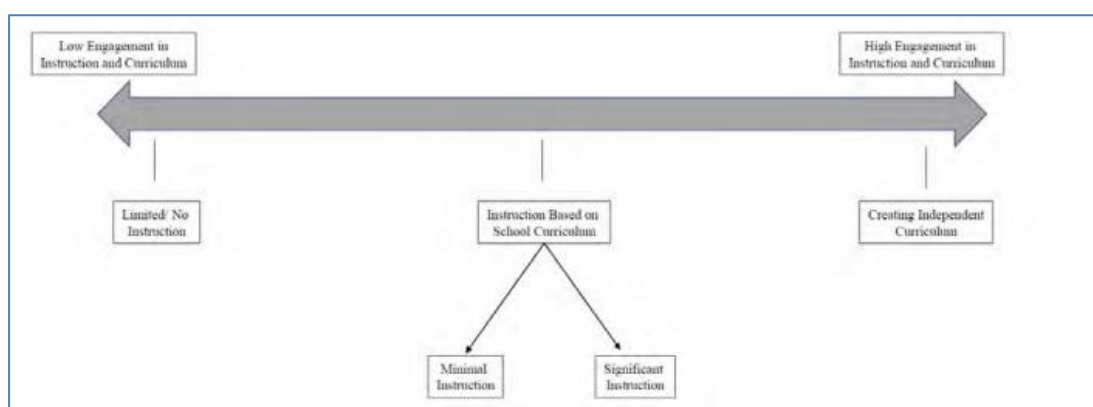 Low Engagement in
Instruction and Curriculum
High Engagement in
Instruction and Curriculum
Limited/ No
Instruction
Instruction Based on
School Curriculum
Creating Independent
Curriculum
Minimal
Instruction
Significant
Instruction